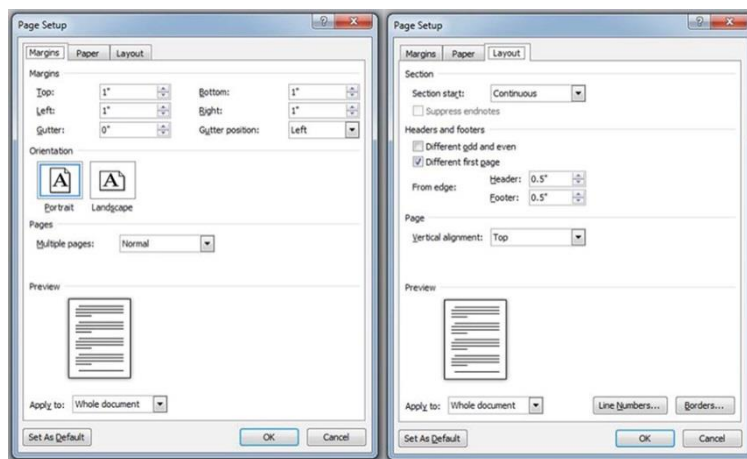 Page Setup
Margins Paper Layout
Margins
Top: 1" Bottom: 1"
Left: 1" Right: 1"
Gutter: 0" Gutter position: Left
Orientation
A A
Portrait Landscape
Pages
Multiple pages: Normal
Preview
Apply to: Whole document
Set As Default OK Cancel
Page Setup
Margins Paper Layout
Section
Section start: Continuous
Suppress endnotes
Headers and footers
Different odd and even
Different first page
From edge: Header: 0.5"
Footer: 0.5"
Page
Vertical alignment: Top
Preview
Apply to: Whole document Line Numbers... Borders...
Set As Default OK Cancel